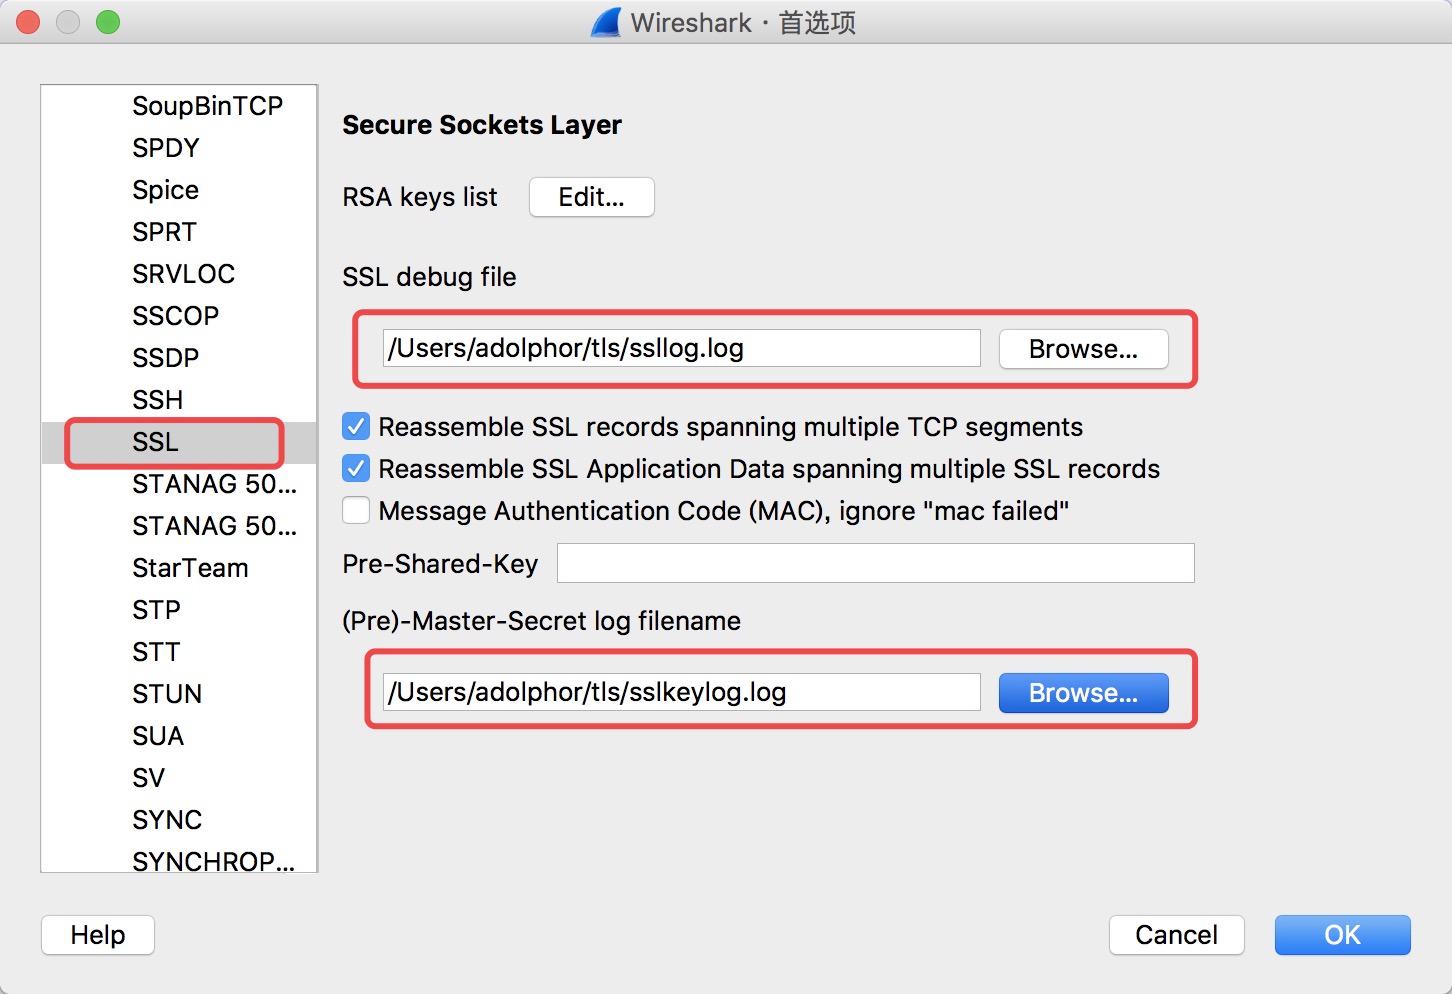 Wireshark · 首选项
SoupBinTCP
SPDY
Spice
SPRT
SRVLOC
SSCOP
SSDP
SSH
SSL
STANAG 50...
STANAG 50...
StarTeam
STP
STT
STUN
SUA
SV
SYNC
SYNCHROP...
Secure Sockets Layer
RSA keys list Edit...
SSL debug file
/Users/adolphor/tls/ssllog.log Browse...
Reassemble SSL records spanning multiple TCP segments
Reassemble SSL Application Data spanning multiple SSL records
Message Authentication Code (MAC), ignore "mac failed"
Pre-Shared-Key
(Pre)-Master-Secret log filename
/Users/adolphor/tls/sslkeylog.log Browse...
Help Cancel OK